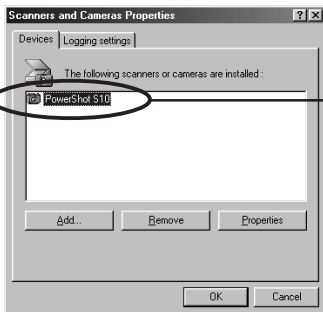 Scanners and Cameras Properties
Devices Logging settings
The following scanners or cameras are installed :
PowerShot S10
Add... Remove Properties
OK Cancel